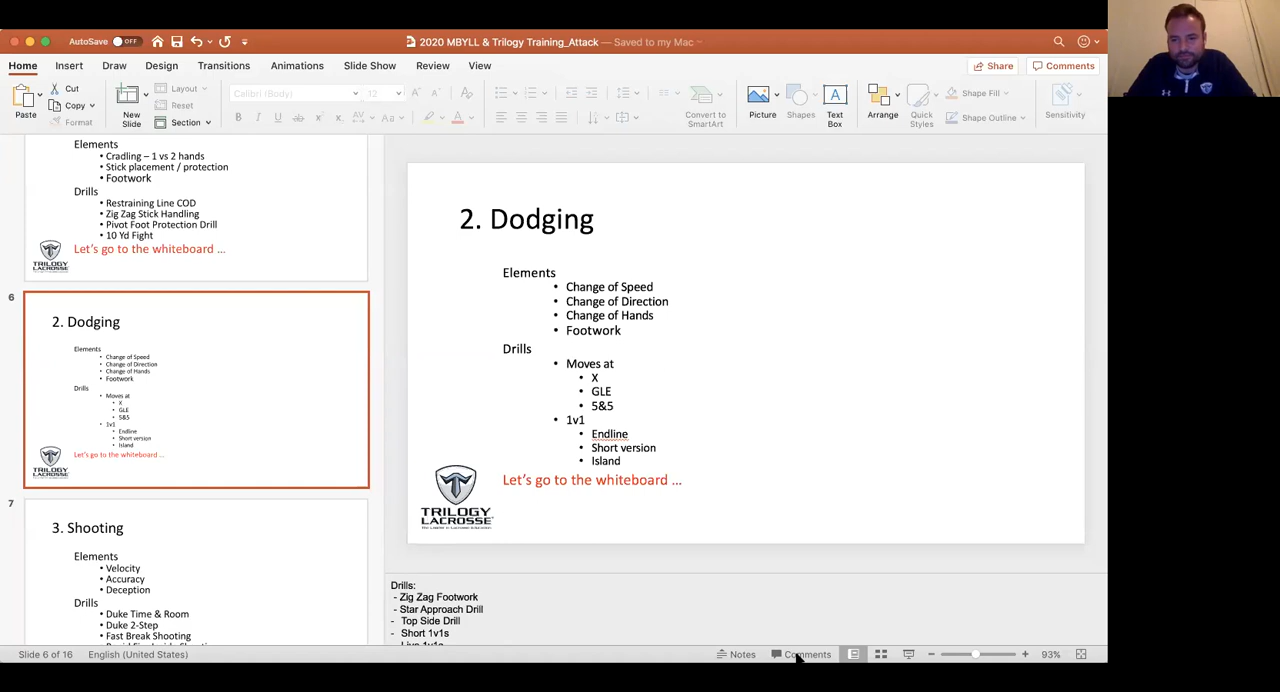 AutoSave OFF
2020 MBYLL & Trilogy Training_Attack — Saved to my Mac
Home Insert Draw Design Transitions Animations Slide Show Review View
Share Comments
Paste
Cut
Copy
Format
New Slide
Layout
Reset
Section
Calibri (Body) 12
Convert to SmartArt
Picture
Shapes
Text Box
Arrange
Quick Styles
Shape Fill
Shape Outline
Sensitivity
Elements
• Cradling – 1 vs 2 hands
• Stick placement / protection
• Footwork
Drills
• Restraining Line COD
• Zig Zag Stick Handling
• Pivot Foot Protection Drill
• 10 Yd Fight
Let's go to the whiteboard ...
TRILOGY
LACROSSE
6
2. Dodging
Elements
• Change of Speed
• Change of Direction
• Change of Hands
• Footwork
Drills
• Moves at
• X
• GLE
• 5&5
• 1v1
• Endline
• Short version
• Island
Let's go to the whiteboard ...
TRILOGY
LACROSSE
7
3. Shooting
Elements
• Velocity
• Accuracy
• Deception
Drills
• Duke Time & Room
• Duke 2-Step
• Fast Break Shooting
2. Dodging
Elements
• Change of Speed
• Change of Direction
• Change of Hands
• Footwork
Drills
• Moves at
• X
• GLE
• 5&5
• 1v1
• Endline
• Short version
• Island
Let's go to the whiteboard ...
TRILOGY
LACROSSE
Drills:
- Zig Zag Footwork
- Star Approach Drill
- Top Side Drill
- Short 1v1s
Slide 6 of 16 English (United States) Notes Comments 93%